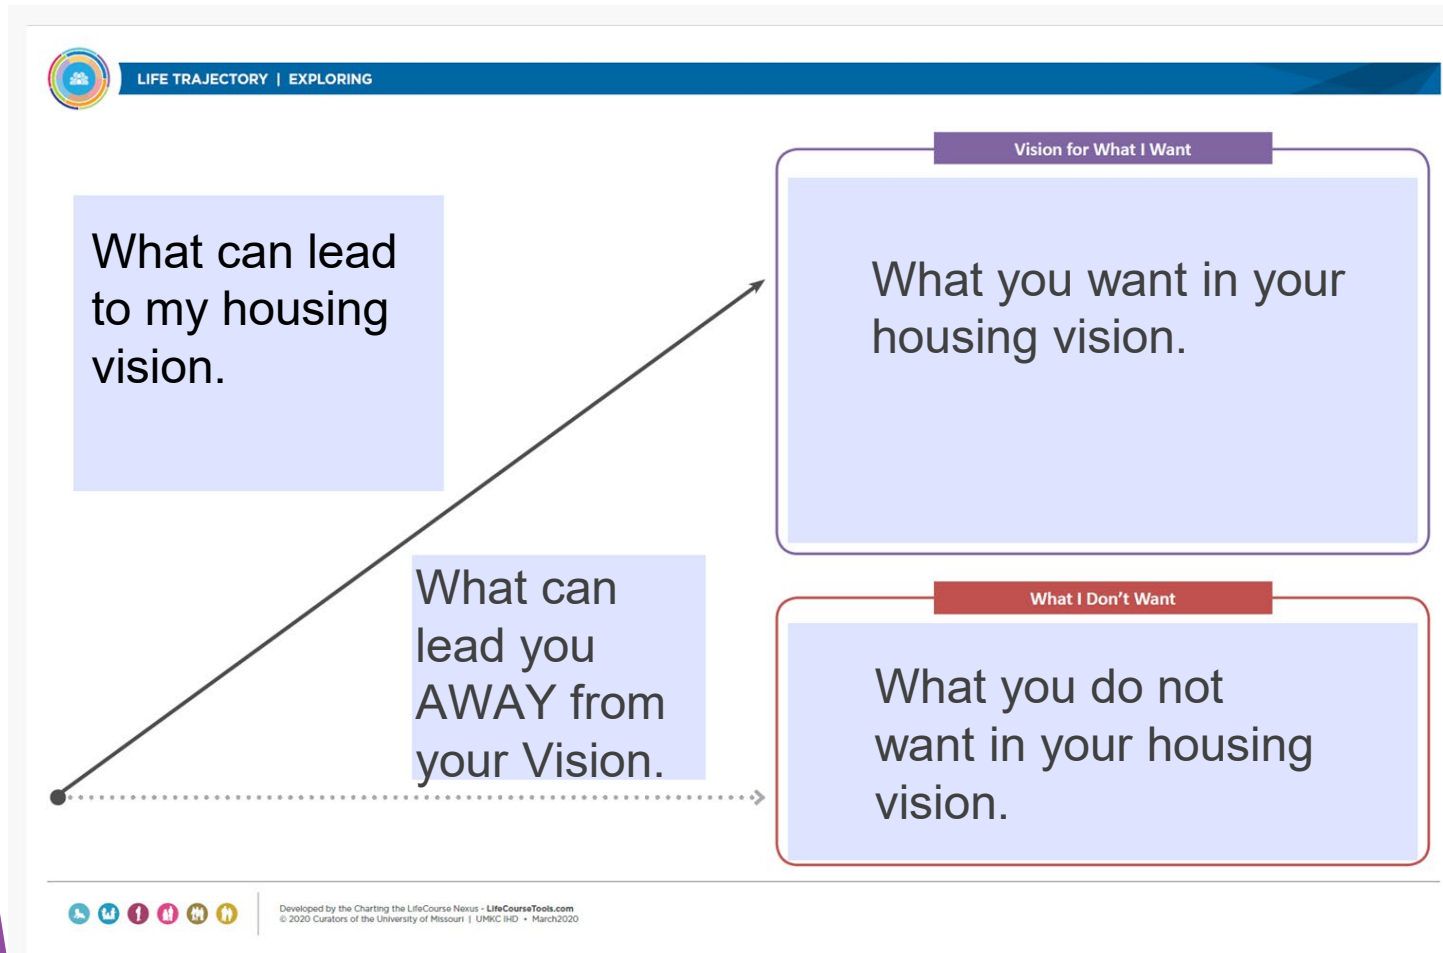 LIFE TRAJECTORY | EXPLORING
What can lead
to my housing
vision.
Vision for What I Want
What you want in your
housing vision.
What can
lead you
AWAY from
your Vision.
What I Don't Want
What you do not
want in your housing
vision.
Developed by the Charting the LifeCourse Nexus - LifeCourseTools.com
© 2020 Curators of the University of Missouri | UMKC IHD • March2020